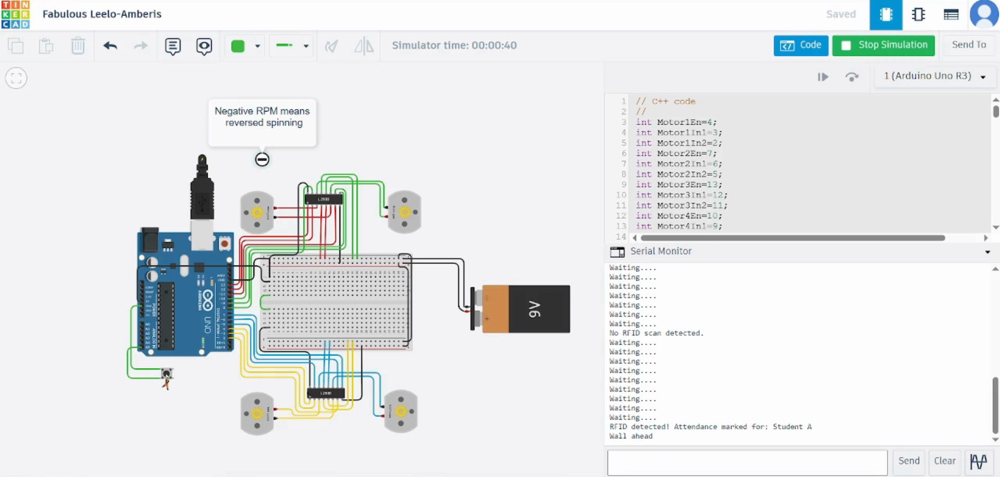 TIN
KER
CAD
Fabulous Leelo-Amberis
Saved
Simulator time: 00:00:40
Code
Stop Simulation
Send To
1 (Arduino Uno R3)
Negative RPM means
reversed spinning
1 // C++ code
2 //
3 int Motor1En=4;
4 int Motor1In1=3;
5 int Motor1In2=2;
6 int Motor2En=7;
7 int Motor2In1=6;
8 int Motor2In2=5;
9 int Motor3En=13;
10 int Motor3In1=12;
11 int Motor3In2=11;
12 int Motor4En=10;
13 int Motor4In1=9;
14
L293D
ARDUINO
UNO
DIGITAL
POWER
ANALOG IN
9V
L293D
Serial Monitor
Waiting....
Waiting....
Waiting....
Waiting....
Waiting....
Waiting....
Waiting....
No RFID scan detected.
Waiting....
Waiting....
Waiting....
Waiting....
Waiting....
Waiting....
Waiting....
Waiting....
Waiting....
RFID detected! Attendance marked for: Student A
Wall ahead
Send
Clear